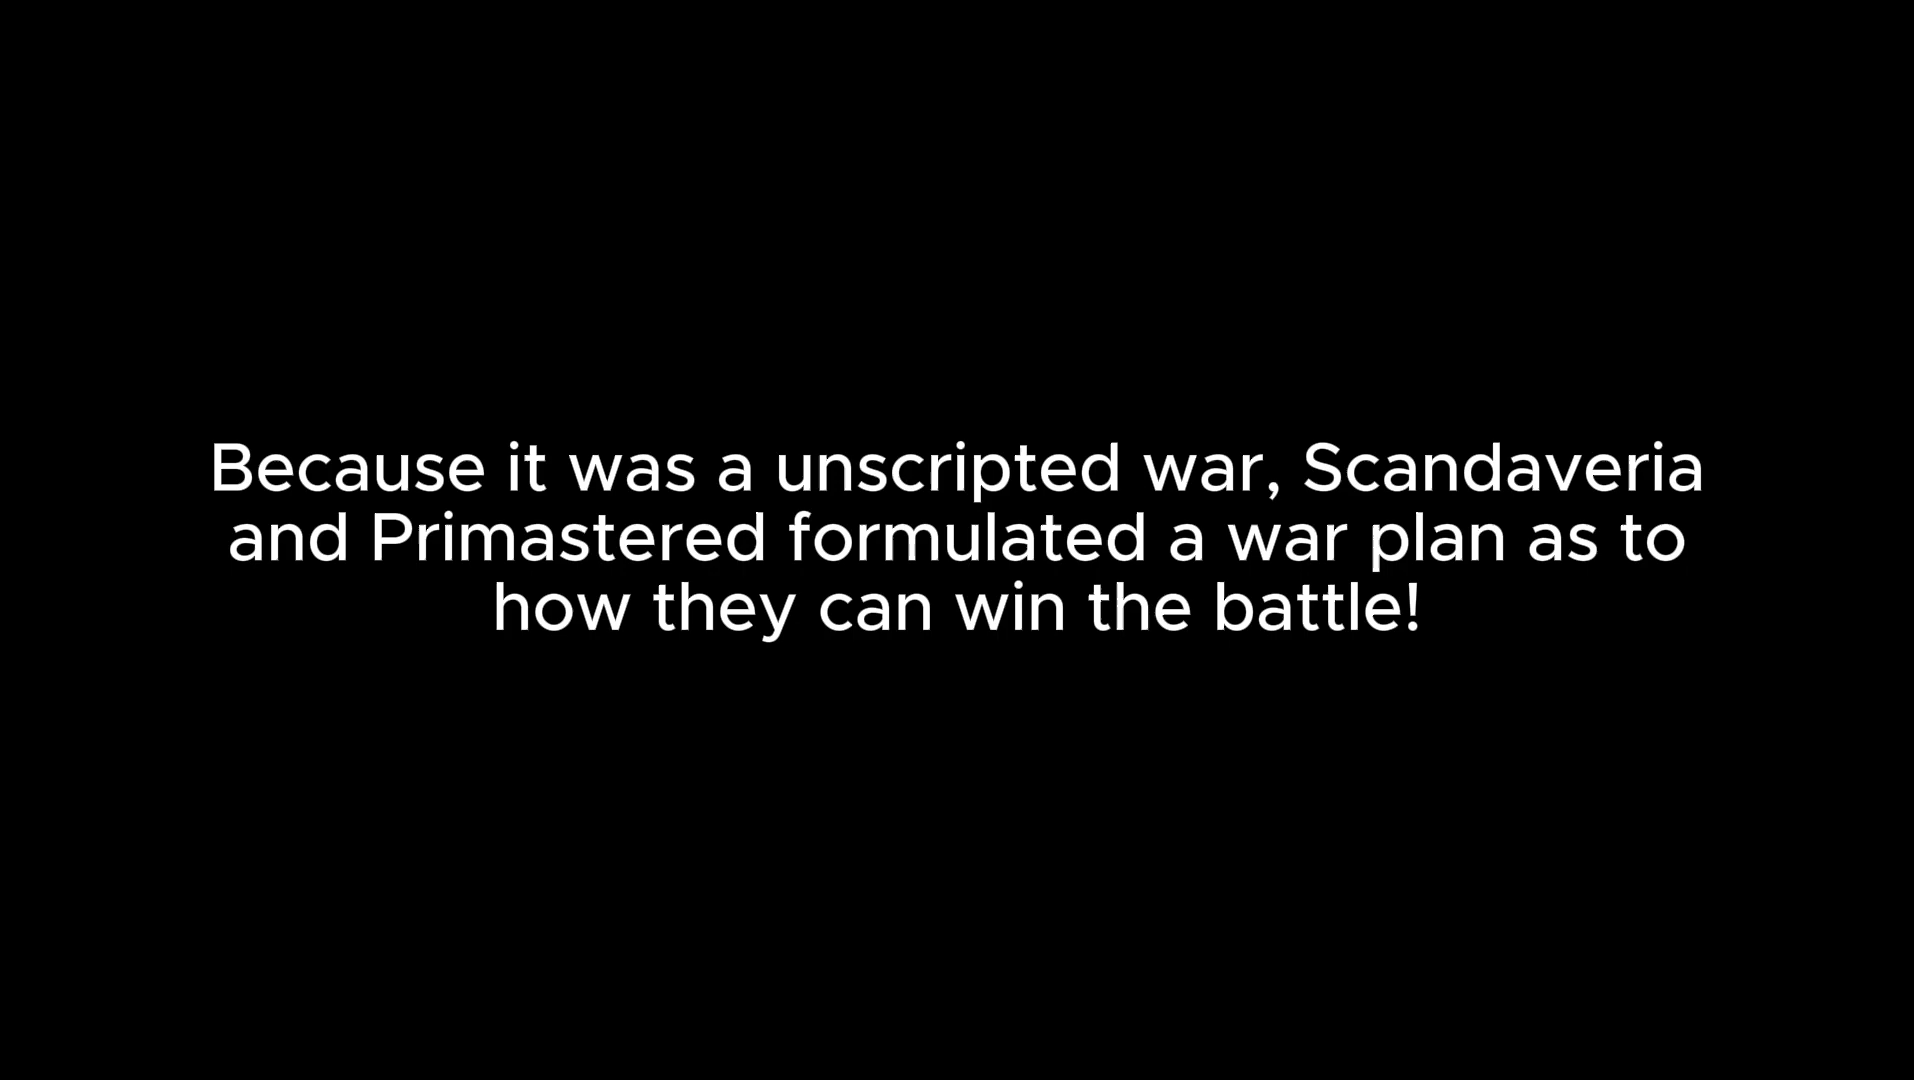 Because it was a unscripted war, Scandaveria
and Primastered formulated a war plan as to
how they can win the battle!